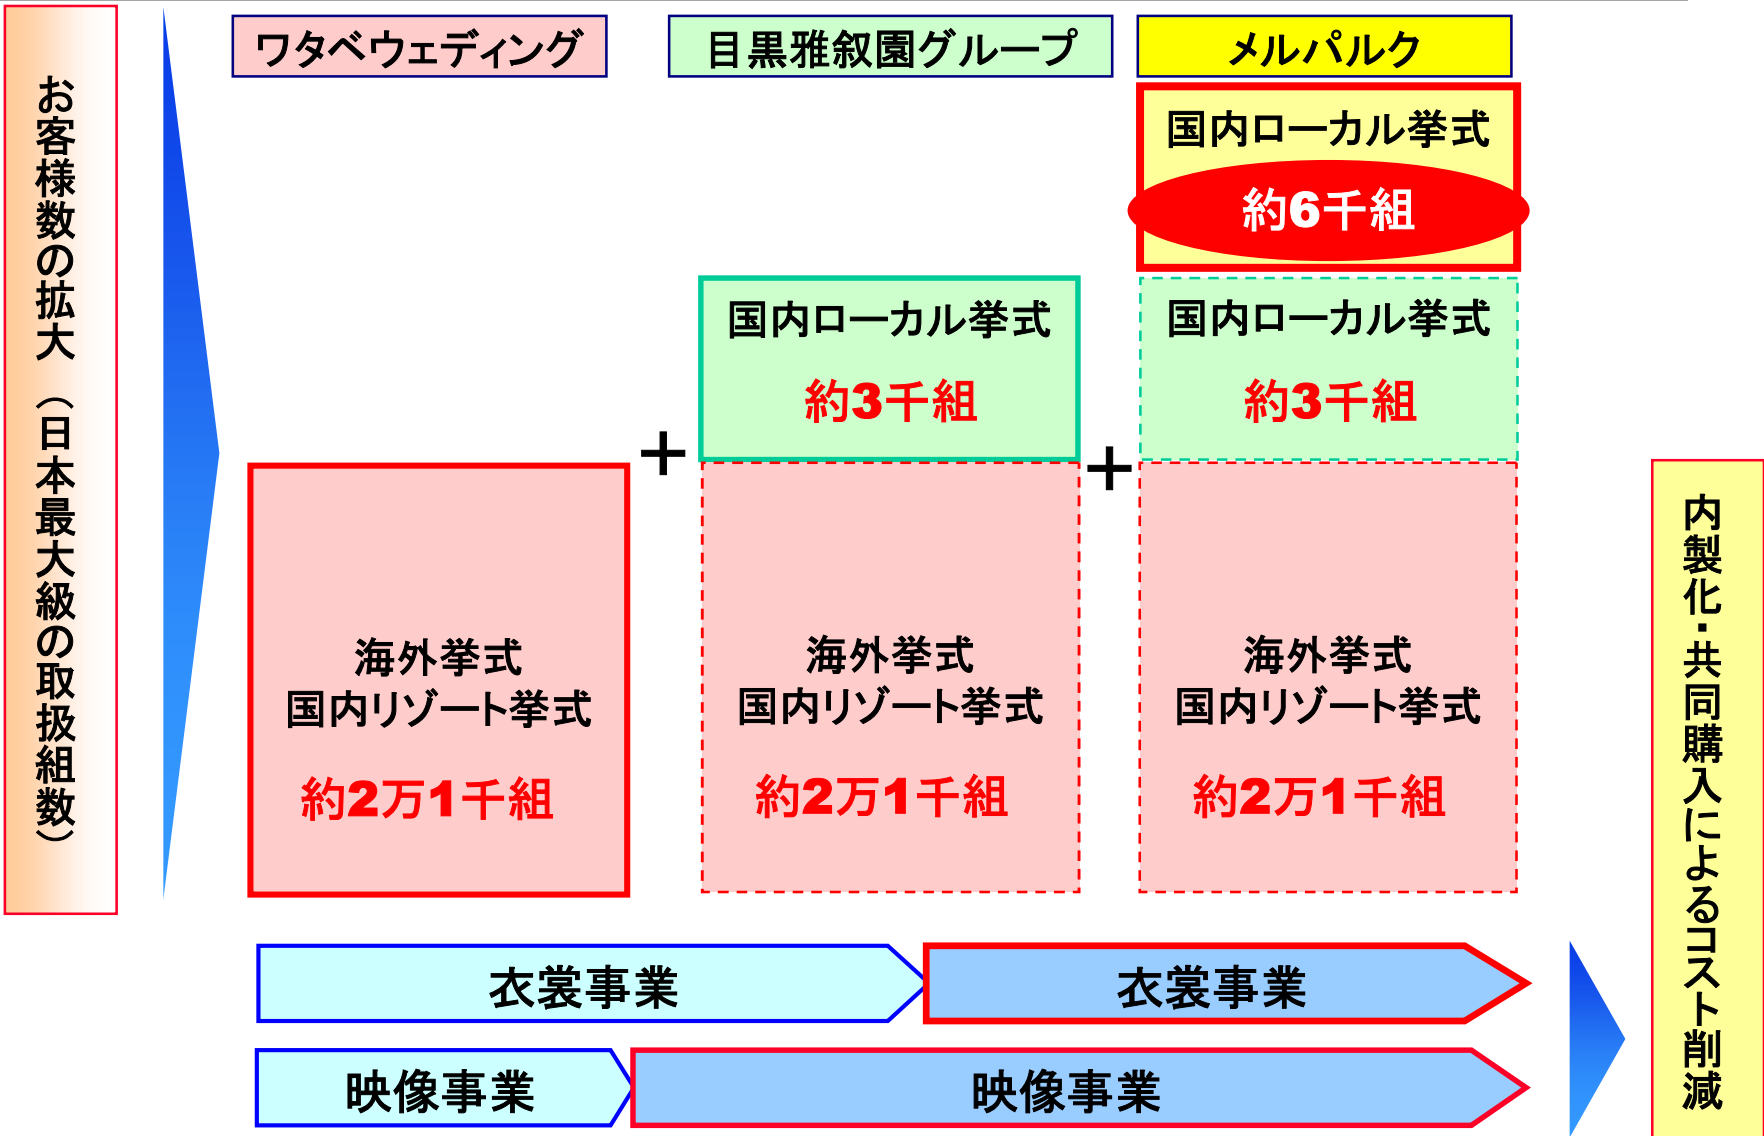 お客様数の拡大（日本最大級の取扱組数）
ワタベウェディング
目黒雅叙園グループ
メルパルク
国内ローカル挙式
約6千組
国内ローカル挙式
約3千組
国内ローカル挙式
約3千組
+
+
海外挙式
国内リゾート挙式
約2万1千組
海外挙式
国内リゾート挙式
約2万1千組
海外挙式
国内リゾート挙式
約2万1千組
衣裳事業
衣裳事業
映像事業
映像事業
内製化・共同購入によるコスト削減